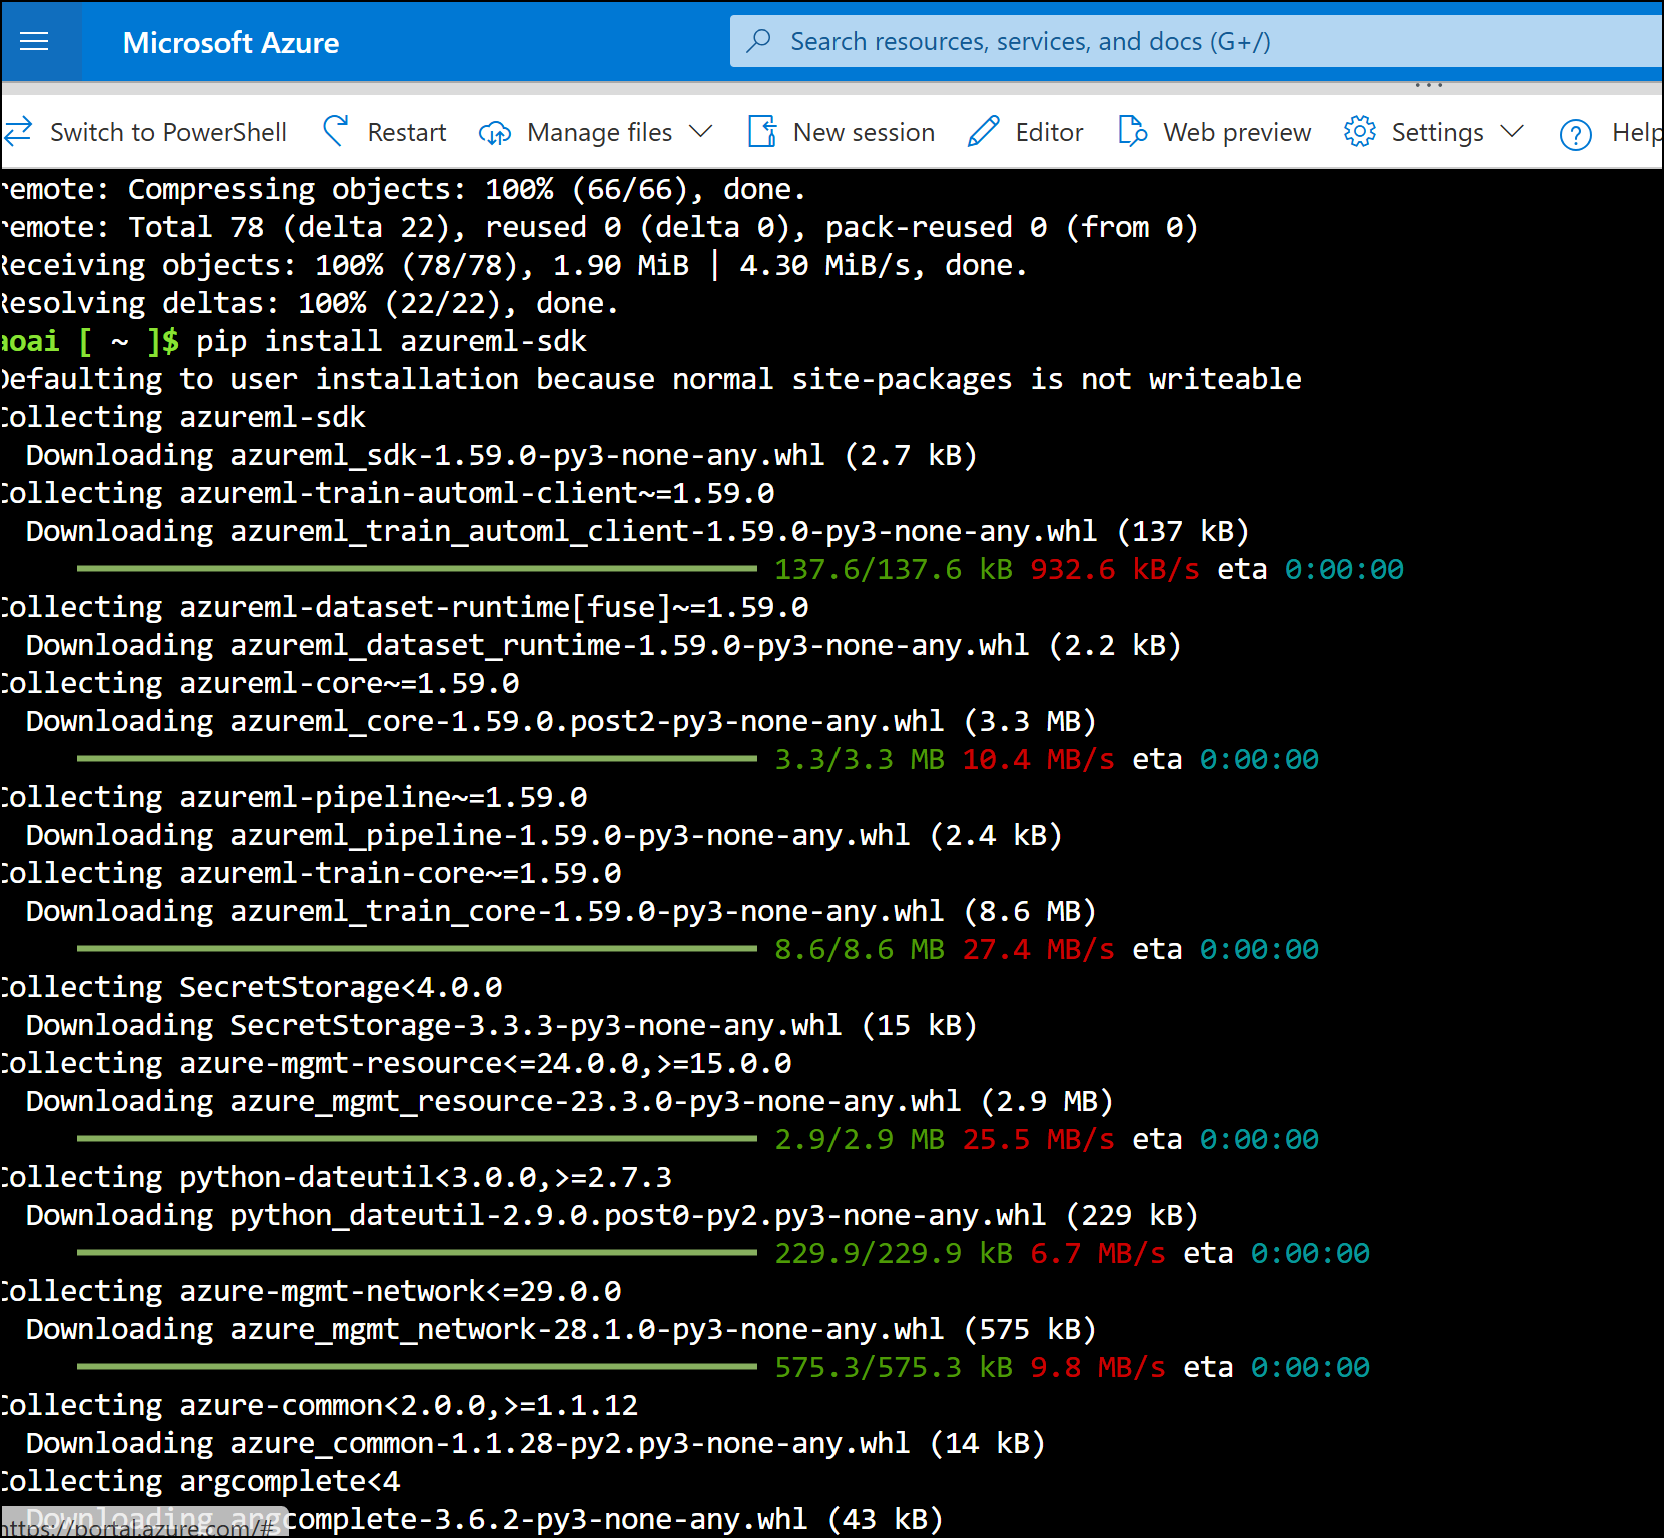 Microsoft Azure
Search resources, services, and docs (G+/)
Switch to PowerShell Restart Manage files New session Editor Web preview Settings Help
remote: Compressing objects: 100% (66/66), done.
remote: Total 78 (delta 22), reused 0 (delta 0), pack-reused 0 (from 0)
Receiving objects: 100% (78/78), 1.90 MiB | 4.30 MiB/s, done.
Resolving deltas: 100% (22/22), done.
aoai [ ~ ]$ pip install azureml-sdk
Defaulting to user installation because normal site-packages is not writeable
Collecting azureml-sdk
  Downloading azureml_sdk-1.59.0-py3-none-any.whl (2.7 kB)
Collecting azureml-train-automl-client~=1.59.0
  Downloading azureml_train_automl_client-1.59.0-py3-none-any.whl (137 kB)
137.6/137.6 kB 932.6 kB/s eta 0:00:00
Collecting azureml-dataset-runtime[fuse]~=1.59.0
  Downloading azureml_dataset_runtime-1.59.0-py3-none-any.whl (2.2 kB)
Collecting azureml-core~=1.59.0
  Downloading azureml_core-1.59.0.post2-py3-none-any.whl (3.3 MB)
3.3/3.3 MB 10.4 MB/s eta 0:00:00
Collecting azureml-pipeline~=1.59.0
  Downloading azureml_pipeline-1.59.0-py3-none-any.whl (2.4 kB)
Collecting azureml-train-core~=1.59.0
  Downloading azureml_train_core-1.59.0-py3-none-any.whl (8.6 MB)
8.6/8.6 MB 27.4 MB/s eta 0:00:00
Collecting SecretStorage<4.0.0
  Downloading SecretStorage-3.3.3-py3-none-any.whl (15 kB)
Collecting azure-mgmt-resource<=24.0.0,>=15.0.0
  Downloading azure_mgmt_resource-23.3.0-py3-none-any.whl (2.9 MB)
2.9/2.9 MB 25.5 MB/s eta 0:00:00
Collecting python-dateutil<3.0.0,>=2.7.3
  Downloading python_dateutil-2.9.0.post0-py2.py3-none-any.whl (229 kB)
229.9/229.9 kB 6.7 MB/s eta 0:00:00
Collecting azure-mgmt-network<=29.0.0
  Downloading azure_mgmt_network-28.1.0-py3-none-any.whl (575 kB)
575.3/575.3 kB 9.8 MB/s eta 0:00:00
Collecting azure-common<2.0.0,>=1.1.12
  Downloading azure_common-1.1.28-py2.py3-none-any.whl (14 kB)
Collecting argcomplete<4
  Downloading argcomplete-3.6.2-py3-none-any.whl (43 kB)
https://portal.azure.com/#